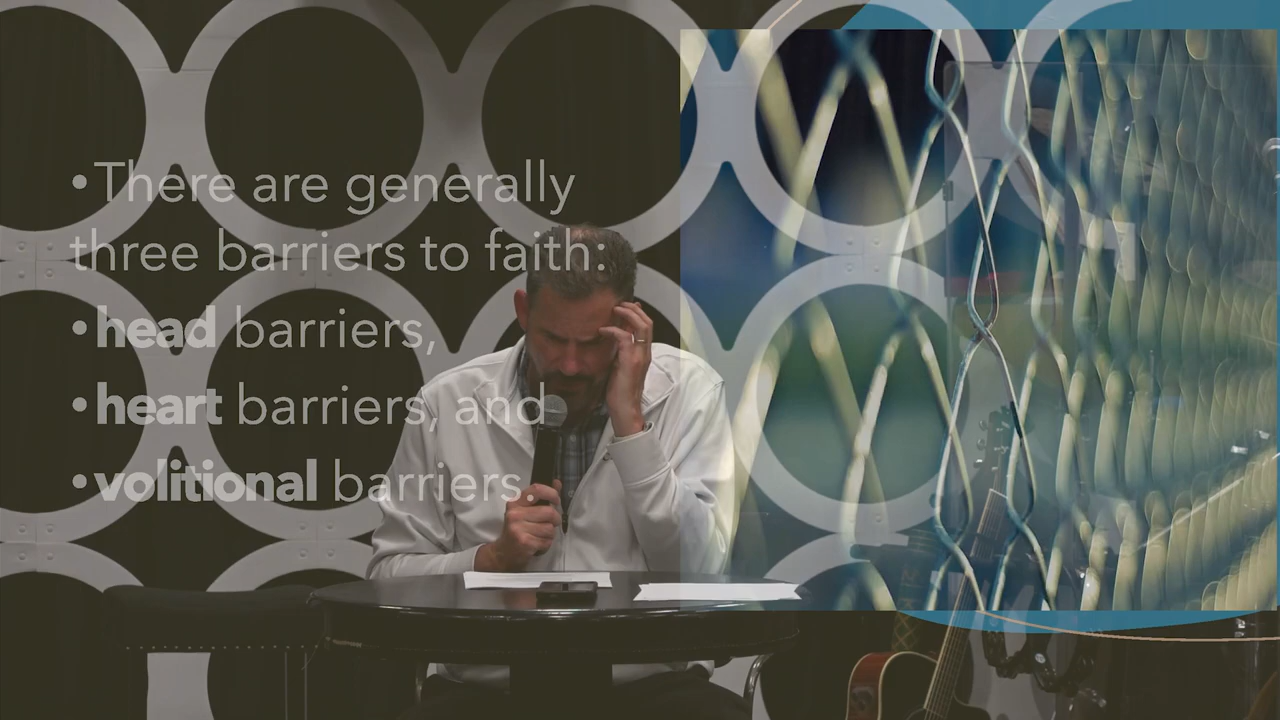 •There are generally
three barriers to faith:
•head barriers,
•heart barriers, and
•volitional barriers.